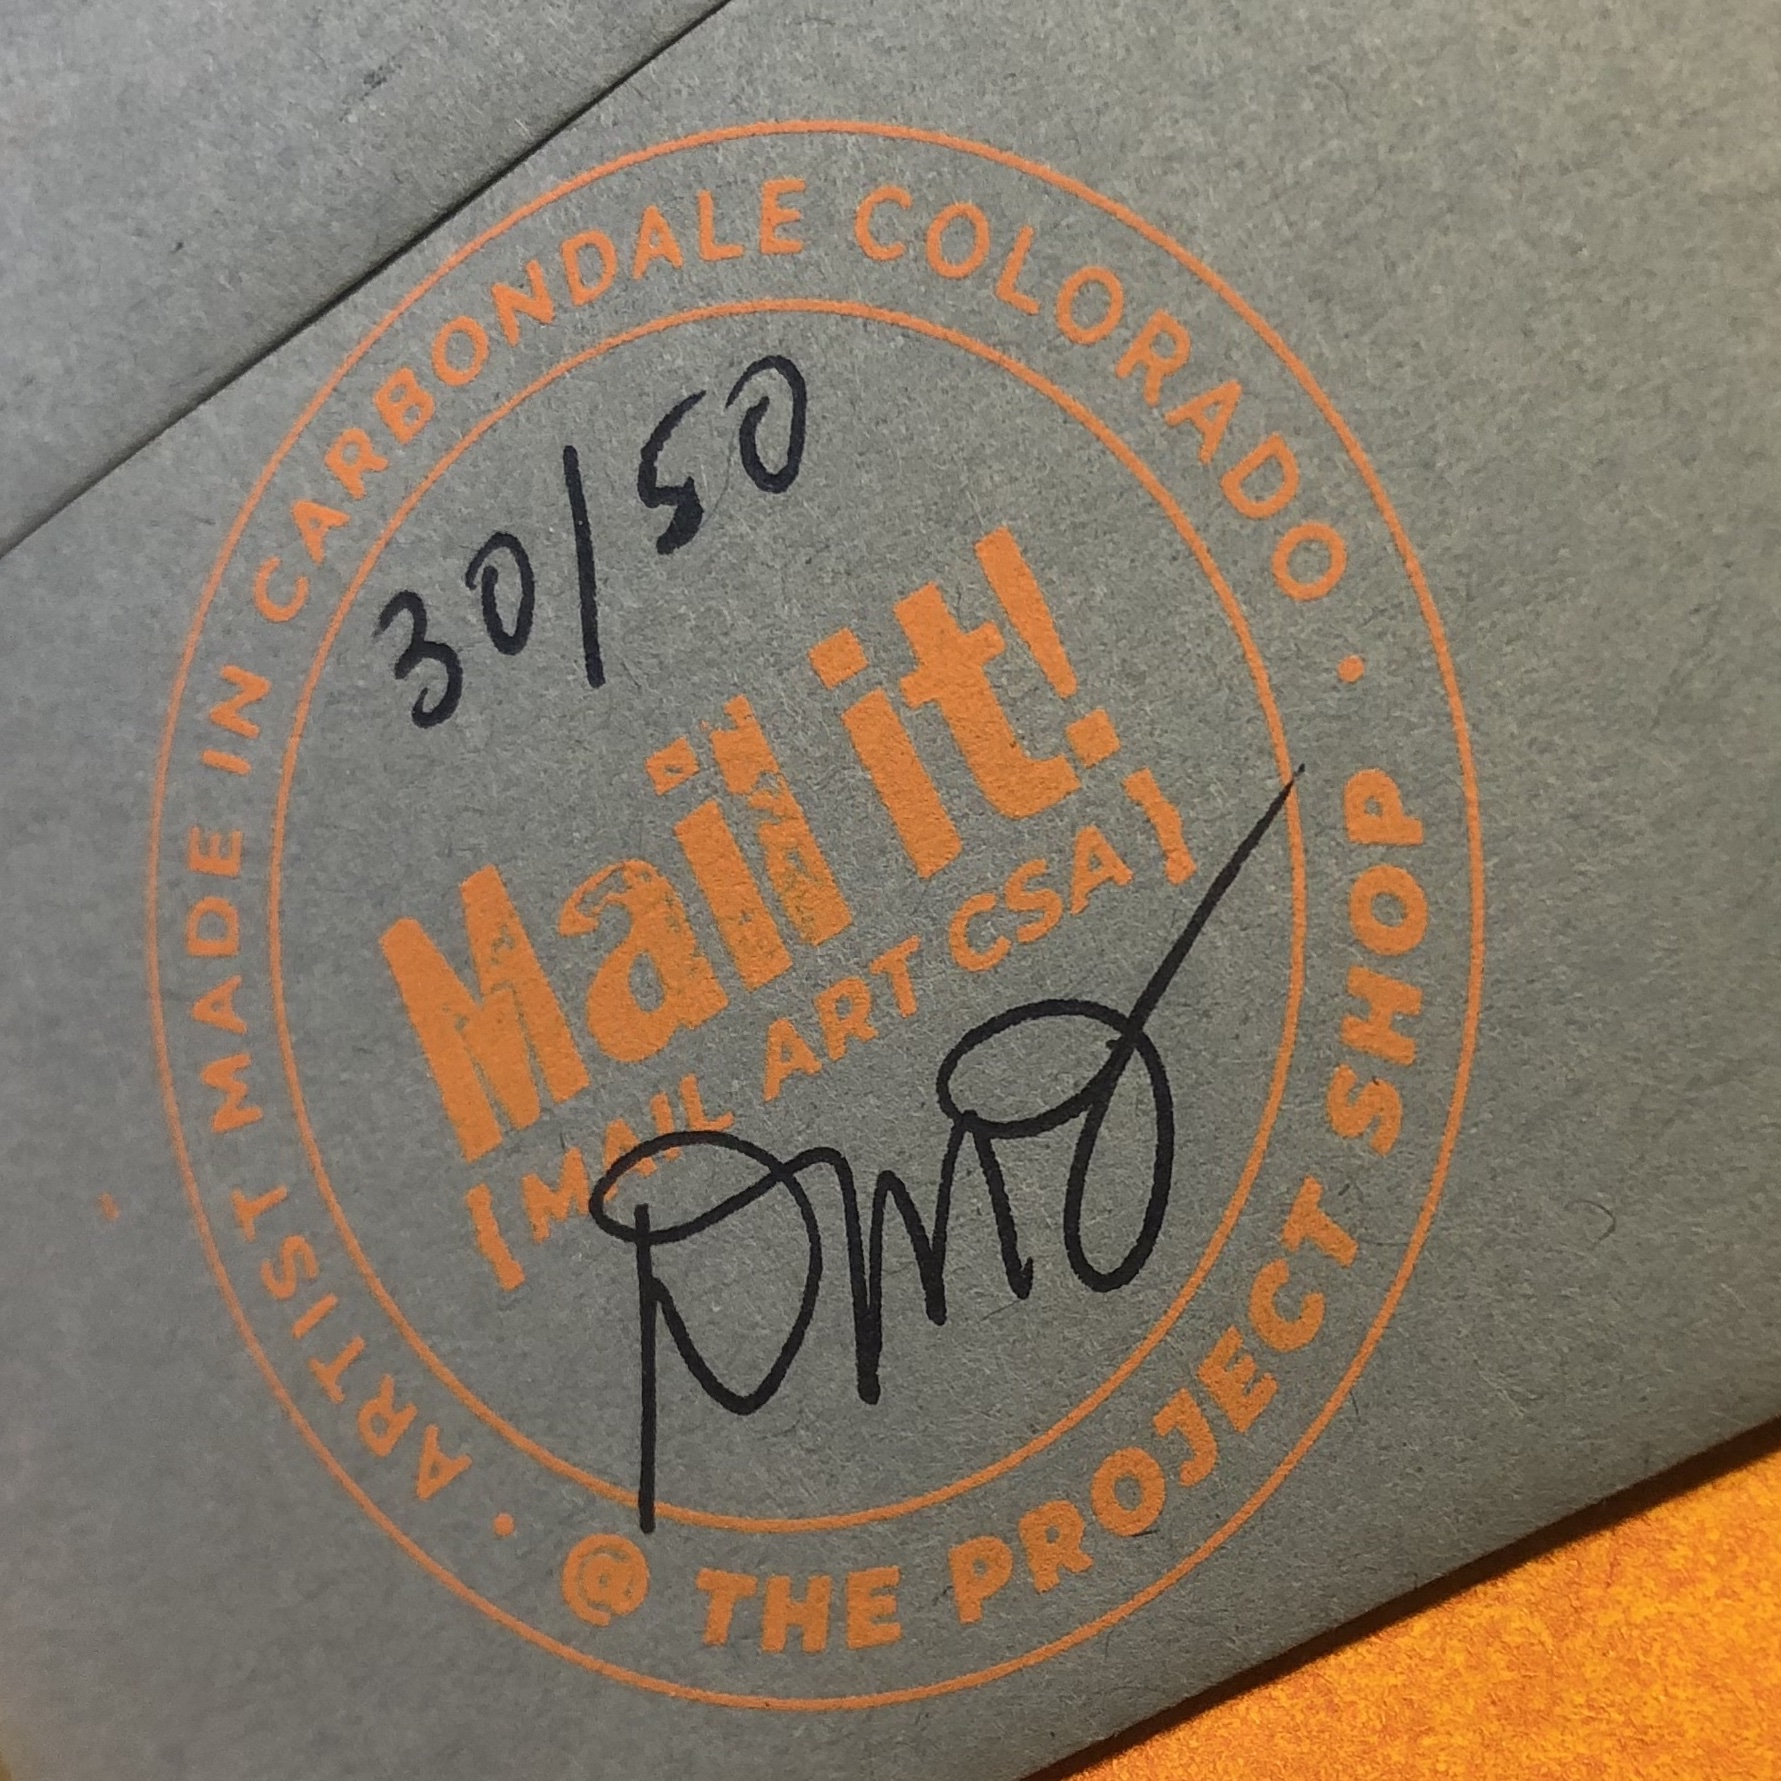 · ARTIST MADE IN CARBONDALE COLORADO ·
@ THE PROJECT SHOP
30/50
Mail it!
[MAIL ART CSA]